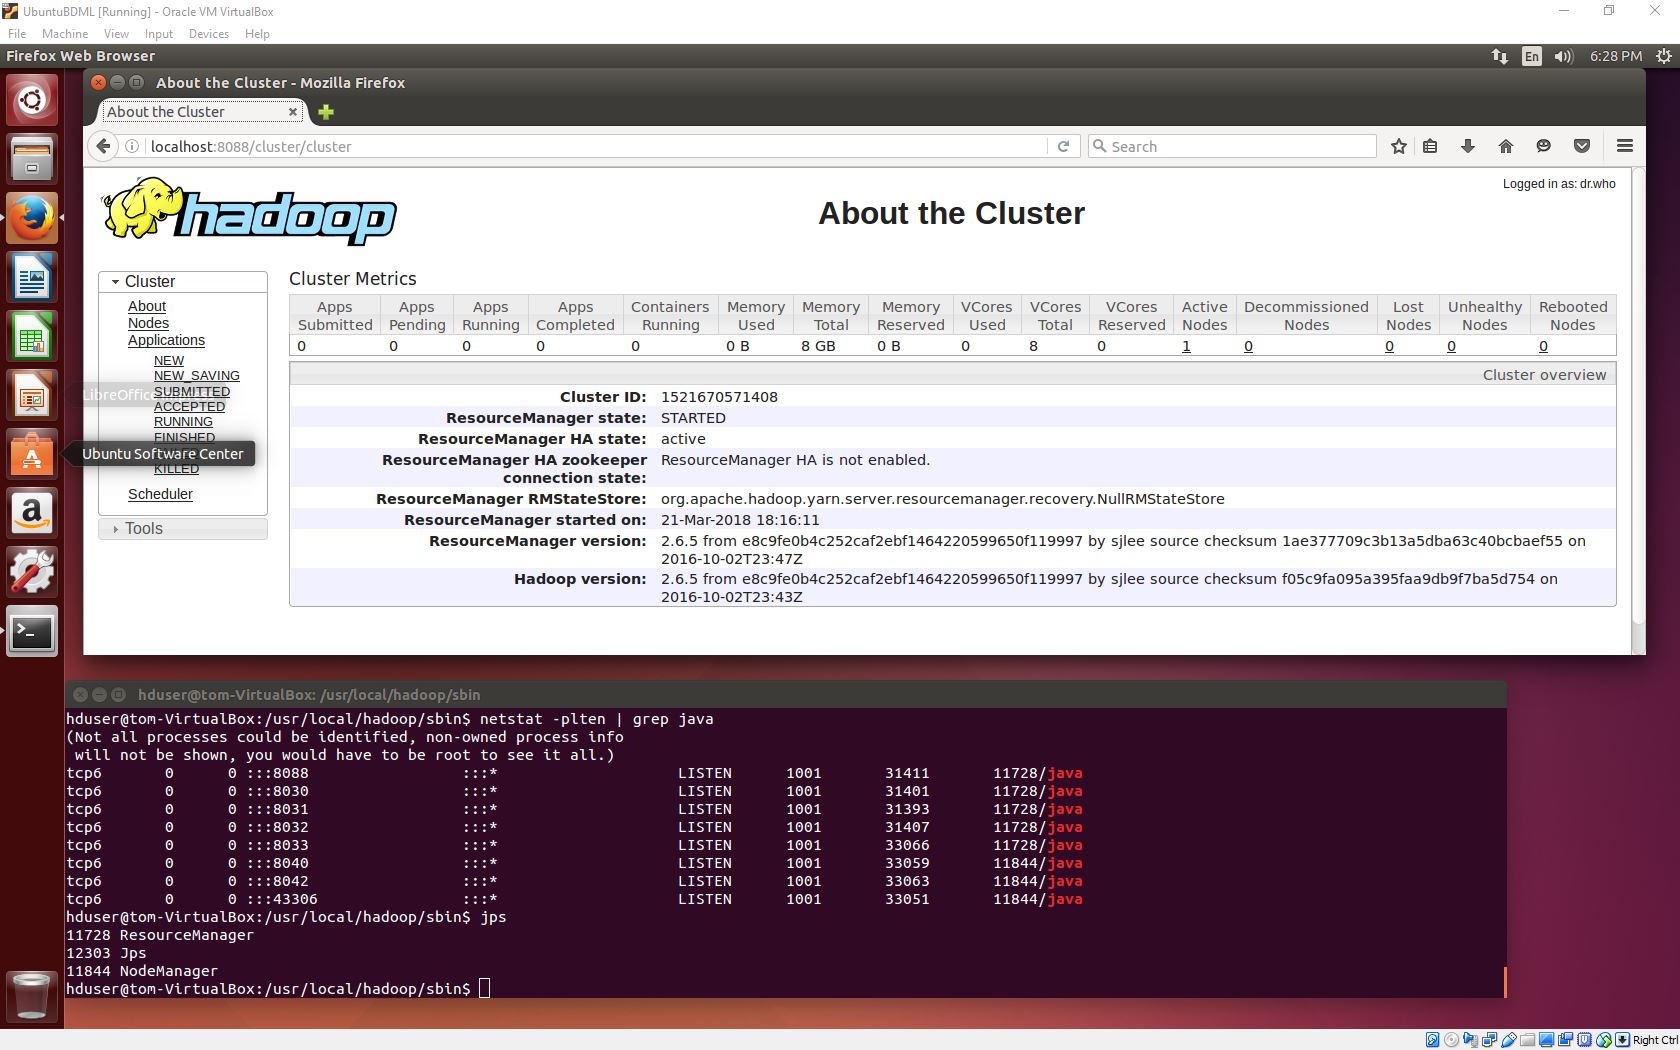 UbuntuBDML [Running] - Oracle VM VirtualBox
File Machine View Input Devices Help
Firefox Web Browser
En
6:28 PM
About the Cluster - Mozilla Firefox
About the Cluster
localhost:8088/cluster/cluster
Search
hadoop
About the Cluster
Logged in as: dr.who
Cluster
About
Nodes
Applications
NEW
NEW_SAVING
SUBMITTED
ACCEPTED
RUNNING
FINISHED
KILLED
Scheduler
Tools
LibreOffice
Ubuntu Software Center
Cluster Metrics
Apps Submitted Apps Pending Apps Running Apps Completed Containers Running Memory Used Memory Total Memory Reserved VCores Used VCores Total VCores Reserved Active Nodes Decommissioned Nodes Lost Nodes Unhealthy Nodes Rebooted Nodes
0 0 0 0 0 0 B 8 GB 0 B 0 8 0 1 0 0 0 0
Cluster overview
Cluster ID: 1521670571408
ResourceManager state: STARTED
ResourceManager HA state: active
ResourceManager HA zookeeper connection state: ResourceManager HA is not enabled.
ResourceManager RMStateStore: org.apache.hadoop.yarn.server.resourcemanager.recovery.NullRMStateStore
ResourceManager started on: 21-Mar-2018 18:16:11
ResourceManager version: 2.6.5 from e8c9fe0b4c252caf2ebf1464220599650f119997 by sjlee source checksum 1ae377709c3b13a5dba63c40bcbaef55 on
2016-10-02T23:47Z
Hadoop version: 2.6.5 from e8c9fe0b4c252caf2ebf1464220599650f119997 by sjlee source checksum f05c9fa095a395faa9db9f7ba5d754 on
2016-10-02T23:43Z
hduser@tom-VirtualBox: /usr/local/hadoop/sbin
hduser@tom-VirtualBox:/usr/local/hadoop/sbin$ netstat -plten | grep java
(Not all processes could be identified, non-owned process info
will not be shown, you would have to be root to see it all.)
tcp6 0 0 :::8088 :::* LISTEN 1001 31411 11728/java
tcp6 0 0 :::8030 :::* LISTEN 1001 31401 11728/java
tcp6 0 0 :::8031 :::* LISTEN 1001 31393 11728/java
tcp6 0 0 :::8032 :::* LISTEN 1001 31407 11728/java
tcp6 0 0 :::8033 :::* LISTEN 1001 33066 11728/java
tcp6 0 0 :::8040 :::* LISTEN 1001 33059 11844/java
tcp6 0 0 :::8042 :::* LISTEN 1001 33063 11844/java
tcp6 0 0 :::43306 :::* LISTEN 1001 33051 11844/java
hduser@tom-VirtualBox:/usr/local/hadoop/sbin$ jps
11728 ResourceManager
12303 Jps
11844 NodeManager
hduser@tom-VirtualBox:/usr/local/hadoop/sbin$
Right Ctrl